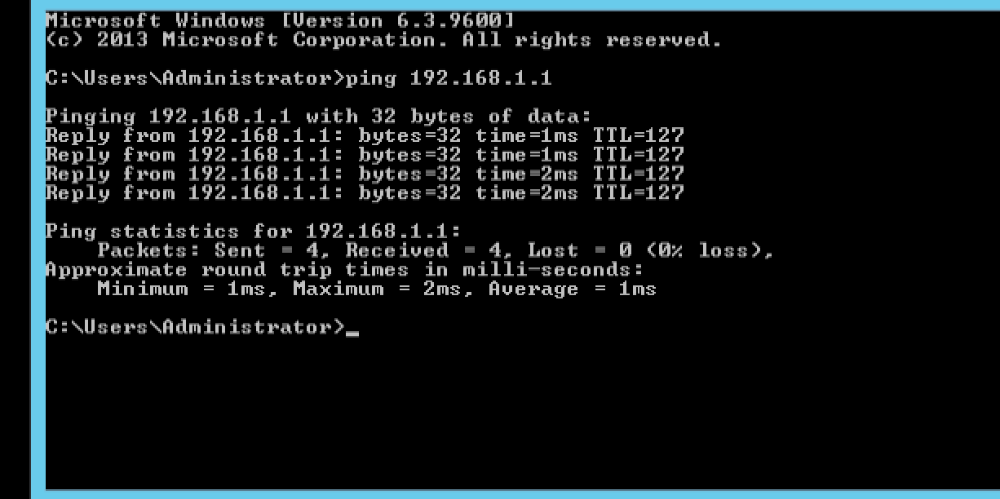 Microsoft Windows [Version 6.3.9600]
(c) 2013 Microsoft Corporation. All rights reserved.
C:\Users\Administrator>ping 192.168.1.1
Pinging 192.168.1.1 with 32 bytes of data:
Reply from 192.168.1.1: bytes=32 time=1ms TTL=127
Reply from 192.168.1.1: bytes=32 time=1ms TTL=127
Reply from 192.168.1.1: bytes=32 time=2ms TTL=127
Reply from 192.168.1.1: bytes=32 time=2ms TTL=127
Ping statistics for 192.168.1.1:
    Packets: Sent = 4, Received = 4, Lost = 0 (0% loss),
Approximate round trip times in milli-seconds:
    Minimum = 1ms, Maximum = 2ms, Average = 1ms
C:\Users\Administrator>_